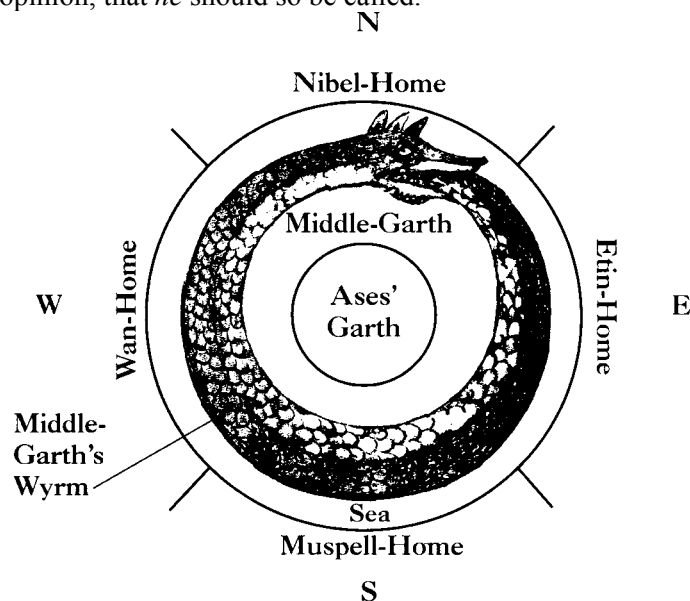 opinion, that he should so be called.
N
Nibel-Home
Middle-Garth
Ases'
Garth
W
Wan-Home
Etin-Home
E
Middle-
Garth's
Wyrm
Sea
Muspell-Home
S